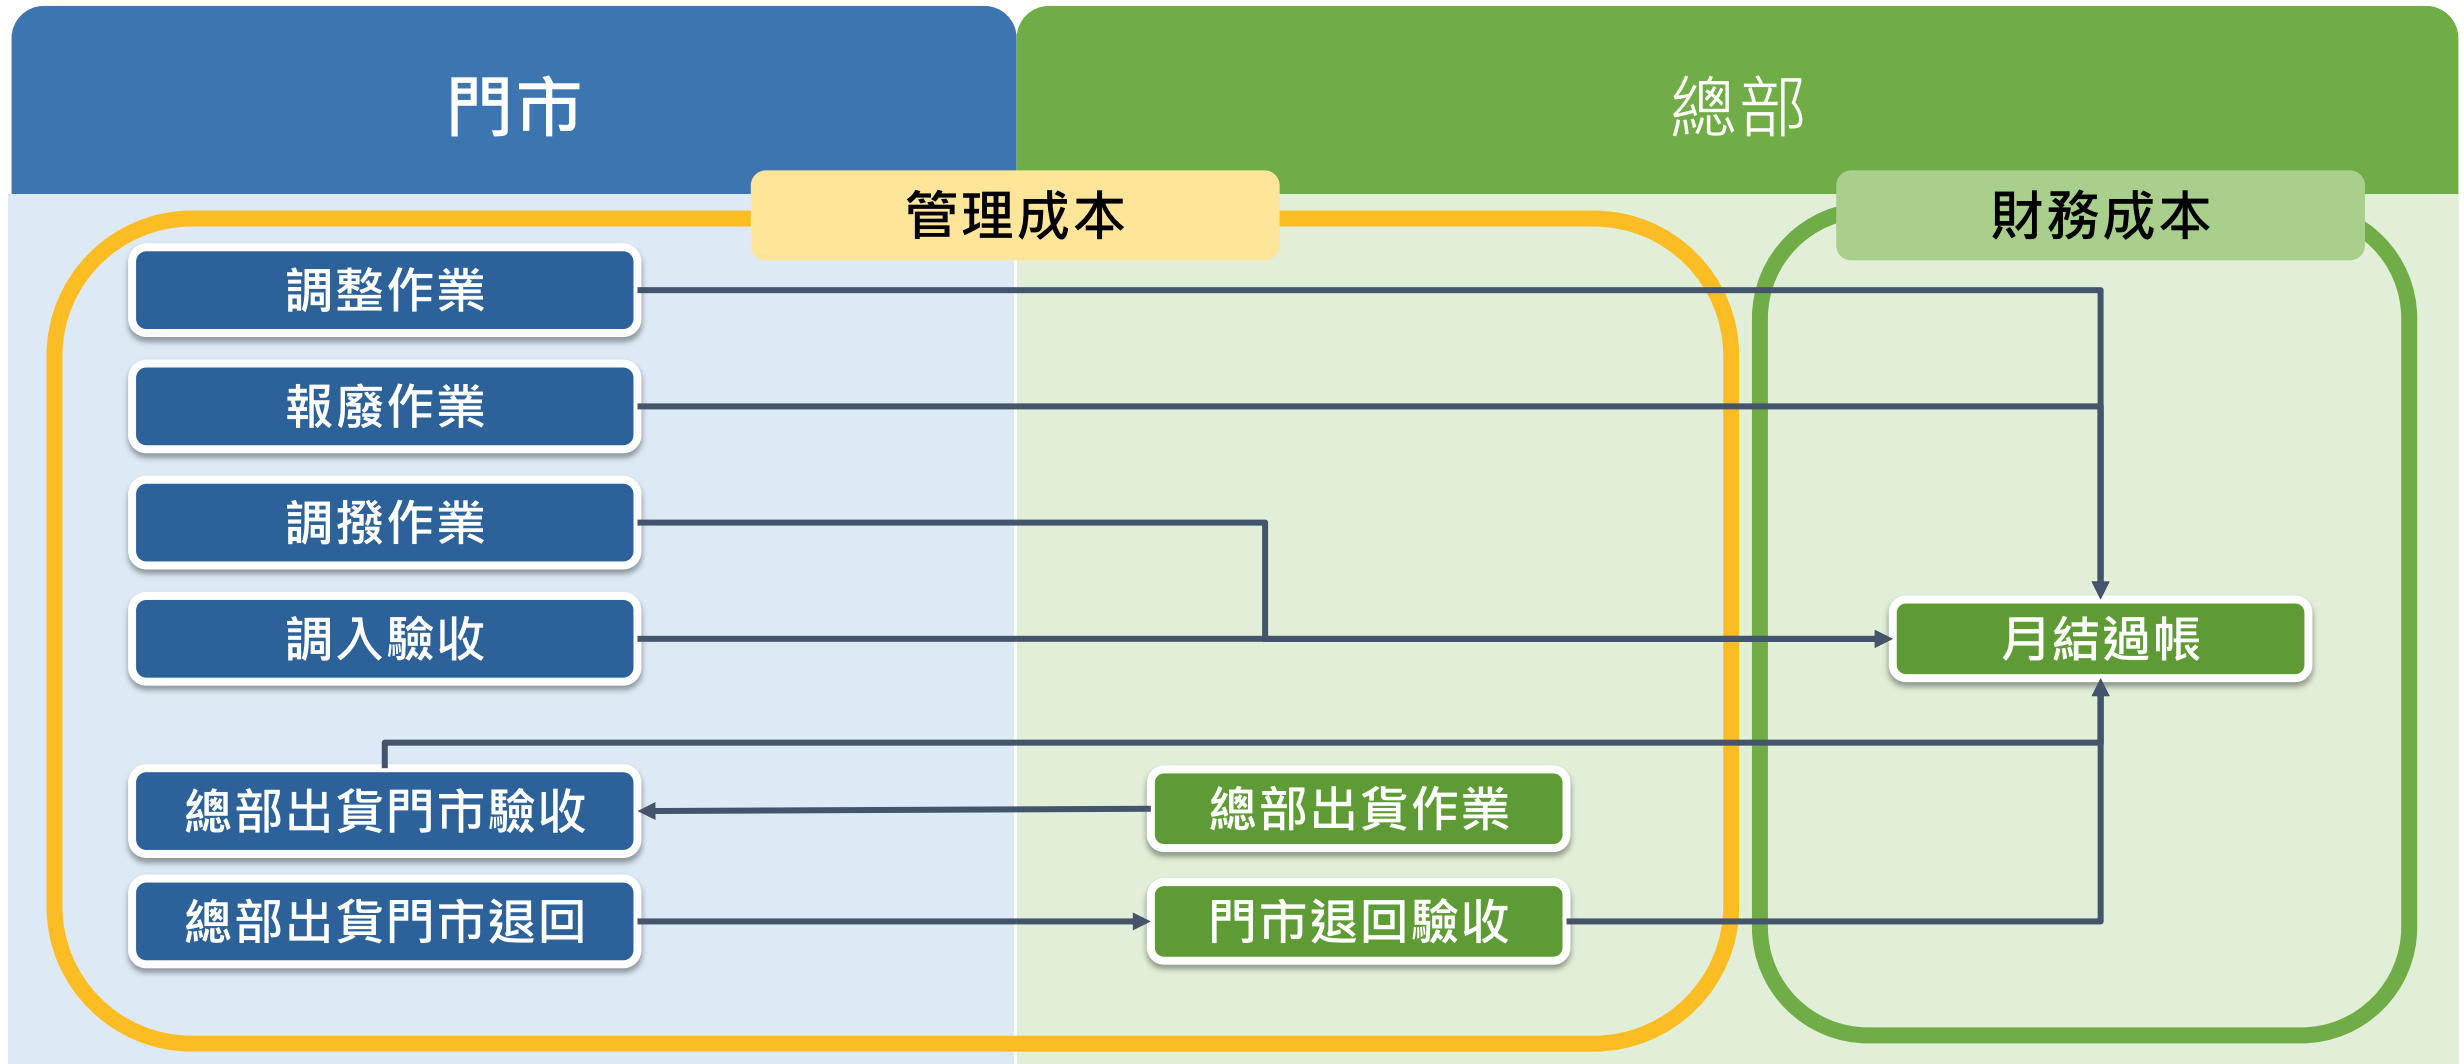 門市
總部
管理成本
財務成本
調整作業
報廢作業
調撥作業
調入驗收
月結過帳
總部出貨門市驗收
總部出貨作業
總部出貨門市退回
門市退回驗收